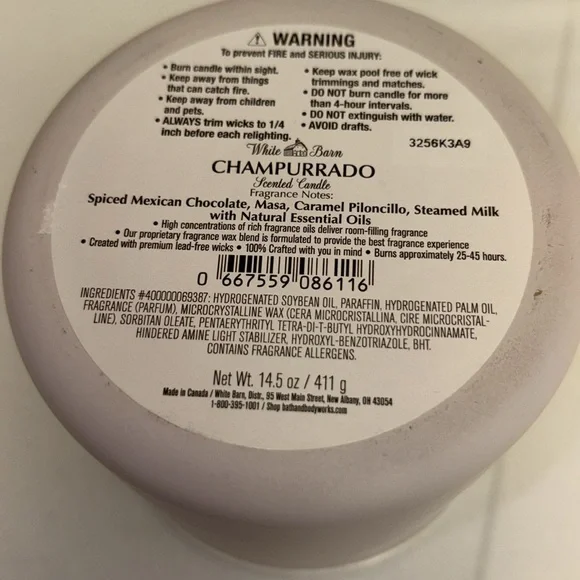 ⚠ WARNING
To prevent FIRE and SERIOUS INJURY:
• Burn candle within sight.
• Keep away from things
that can catch fire.
• Keep away from children
and pets.
• ALWAYS trim wicks to 1/4
inch before each relighting.
• Keep wax pool free of wick
trimmings and matches.
• DO NOT burn candle for more
than 4-hour intervals.
• DO NOT extinguish with water.
• AVOID drafts.
3256K3A9
White Barn
CHAMPURRADO
Scented Candle
Fragrance Notes:
Spiced Mexican Chocolate, Masa, Caramel Piloncillo, Steamed Milk
with Natural Essential Oils
• High concentrations of rich fragrance oils deliver room-filling fragrance
• Our proprietary fragrance wax blend is formulated to provide the best fragrance experience
• Created with premium lead-free wicks • 100% Crafted with you in mind • Burns approximately 25-45 hours.
0 667559 086116
INGREDIENTS #400000069387: HYDROGENATED SOYBEAN OIL, PARAFFIN, HYDROGENATED PALM OIL,
FRAGRANCE (PARFUM), MICROCRYSTALLINE WAX (CERA MICROCRISTALLINA, CIRE MICROCRISTAL-
LINE), SORBITAN OLEATE, PENTAERYTHRITYL TETRA-DI-T-BUTYL HYDROXYHYDROCINNAMATE,
HINDERED AMINE LIGHT STABILIZER, HYDROXYL-BENZOTRIAZOLE, BHT.
CONTAINS FRAGRANCE ALLERGENS.
Net Wt. 14.5 oz / 411 g
Made in Canada / White Barn, Distr., 95 West Main Street, New Albany, OH 43054
1-800-395-1001 / Shop bathandbodyworks.com